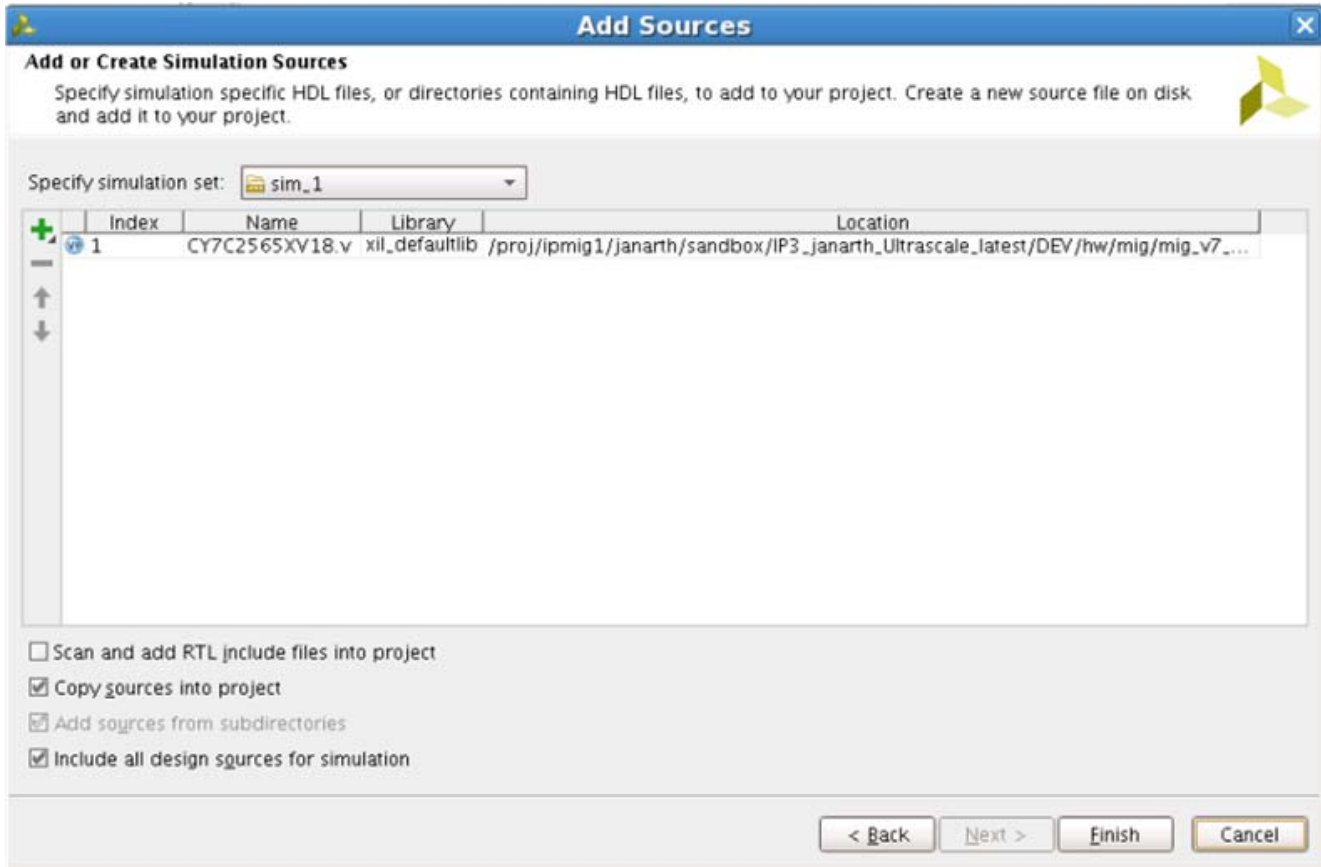 Add Sources
Add or Create Simulation Sources
Specify simulation specific HDL files, or directories containing HDL files, to add to your project. Create a new source file on disk
and add it to your project.
Specify simulation set: sim_1
Index Name Library Location
1 CY7C2565XV18.v xil_defaultlib /proj/ipmig1/janarth/sandbox/IP3_janarth_Ultrascale_latest/DEV/hw/mig/mig_v7_...
Scan and add RTL include files into project
Copy sources into project
Add sources from subdirectories
Include all design sources for simulation
< Back Next > Finish Cancel